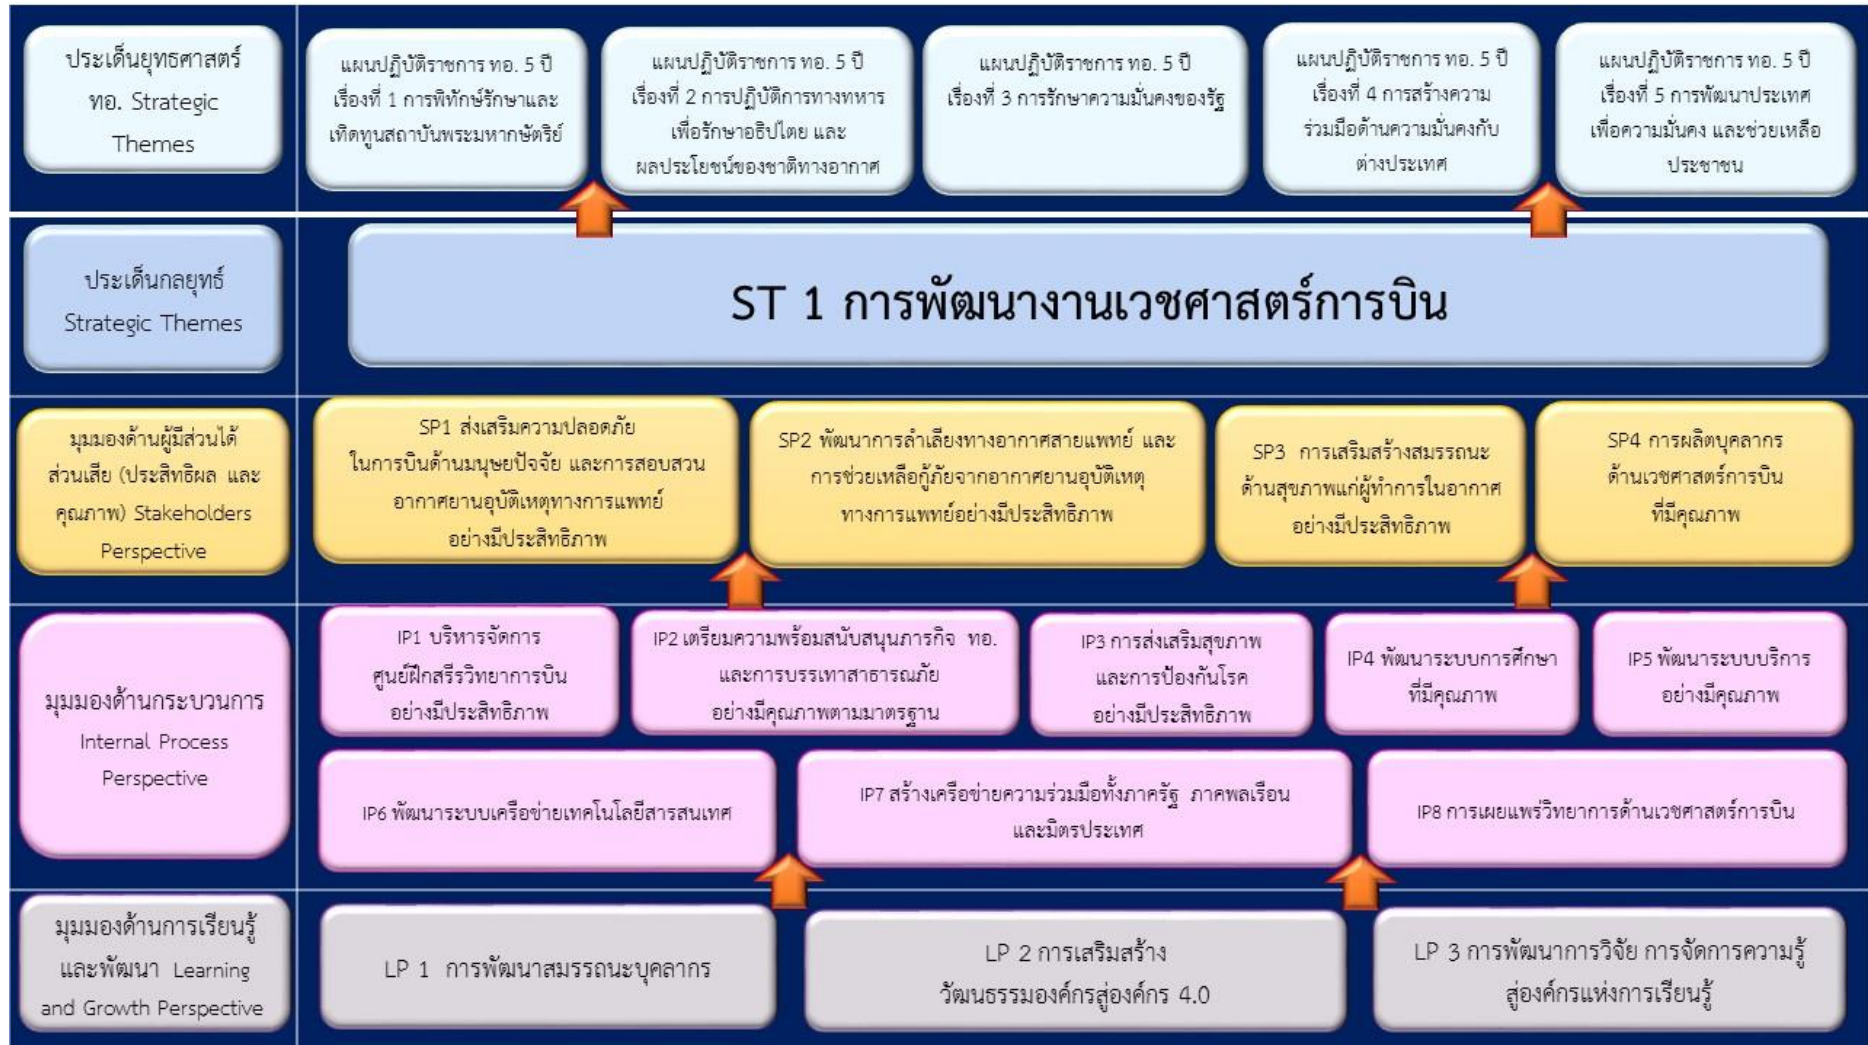 ประเด็นยุทธศาสตร์
ทอ. Strategic
Themes
แผนปฏิบัติราชการ ทอ. 5 ปี
เรื่องที่ 1 การพิทักษ์รักษาและ
เทิดทูนสถาบันพระมหากษัตริย์
แผนปฏิบัติราชการ ทอ. 5 ปี
เรื่องที่ 2 การปฏิบัติการทางทหาร
เพื่อรักษาอธิปไตย และ
ผลประโยชน์ของชาติทางอากาศ
แผนปฏิบัติราชการ ทอ. 5 ปี
เรื่องที่ 3 การรักษาความมั่นคงของรัฐ
แผนปฏิบัติราชการ ทอ. 5 ปี
เรื่องที่ 4 การสร้างความ
ร่วมมือด้านความมั่นคงกับ
ต่างประเทศ
แผนปฏิบัติราชการ ทอ. 5 ปี
เรื่องที่ 5 การพัฒนาประเทศ
เพื่อความมั่นคง และช่วยเหลือ
ประชาชน
ประเด็นกลยุทธ์
Strategic Themes
ST 1 การพัฒนางานเวชศาสตร์การบิน
มุมมองด้านผู้มีส่วนได้
ส่วนเสีย (ประสิทธิผล และ
คุณภาพ) Stakeholders
Perspective
SP1 ส่งเสริมความปลอดภัย
ในการบินด้านมนุษยปัจจัย และการสอบสวน
อากาศยานอุบัติเหตุทางการแพทย์
อย่างมีประสิทธิภาพ
SP2 พัฒนาการลำเลียงทางอากาศสายแพทย์ และ
การช่วยเหลือกู้ภัยจากอากาศยานอุบัติเหตุ
ทางการแพทย์อย่างมีประสิทธิภาพ
SP3 การเสริมสร้างสมรรถนะ
ด้านสุขภาพแก่ผู้ทำการในอากาศ
อย่างมีประสิทธิภาพ
SP4 การผลิตบุคลากร
ด้านเวชศาสตร์การบิน
ที่มีคุณภาพ
มุมมองด้านกระบวนการ
Internal Process
Perspective
IP1 บริหารจัดการ
ศูนย์ฝึกสรีรวิทยาการบิน
อย่างมีประสิทธิภาพ
IP2 เตรียมความพร้อมสนับสนุนภารกิจ ทอ.
และการบรรเทาสาธารณภัย
อย่างมีคุณภาพตามมาตรฐาน
IP3 การส่งเสริมสุขภาพ
และการป้องกันโรค
อย่างมีประสิทธิภาพ
IP4 พัฒนาระบบการศึกษา
ที่มีคุณภาพ
IP5 พัฒนาระบบบริการ
อย่างมีคุณภาพ
IP6 พัฒนาระบบเครือข่ายเทคโนโลยีสารสนเทศ
IP7 สร้างเครือข่ายความร่วมมือทั้งภาครัฐ ภาคพลเรือน
และมิตรประเทศ
IP8 การเผยแพร่วิทยาการด้านเวชศาสตร์การบิน
มุมมองด้านการเรียนรู้
และพัฒนา Learning
and Growth Perspective
LP 1 การพัฒนาสมรรถนะบุคลากร
LP 2 การเสริมสร้าง
วัฒนธรรมองค์กรสู่องค์กร 4.0
LP 3 การพัฒนาการวิจัย การจัดการความรู้
สู่องค์กรแห่งการเรียนรู้